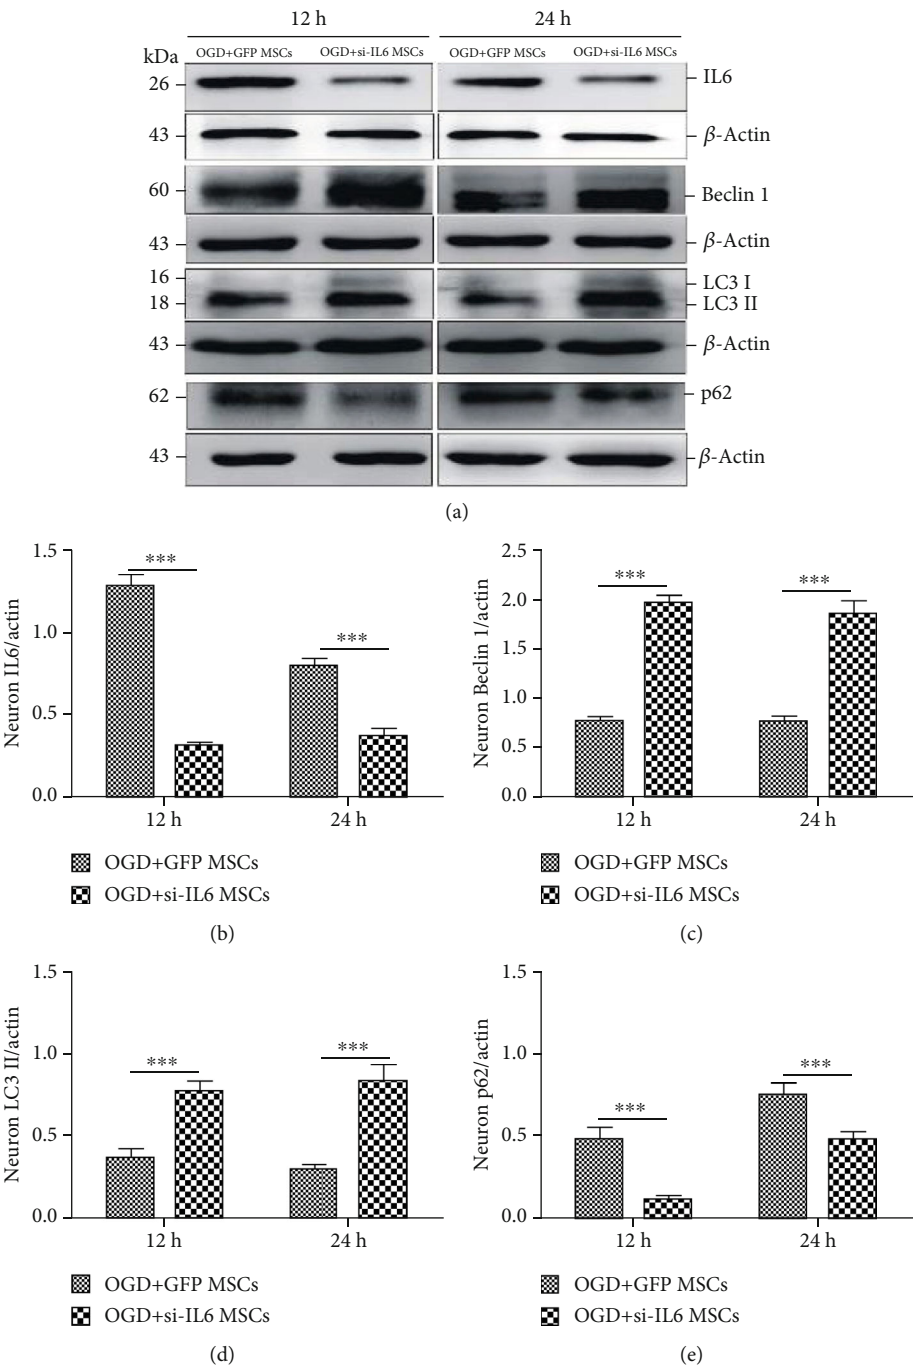 12 h 24 h
kDa OGD+GFP MSCs OGD+si-IL6 MSCs OGD+GFP MSCs OGD+si-IL6 MSCs
26 IL6
43 β-Actin
60 Beclin 1
43 β-Actin
16 LC3 I
18 LC3 II
43 β-Actin
62 p62
43 β-Actin
(a)
Neuron IL6/actin
1.5
1.0
0.5
0.0
***
***
12 h 24 h
OGD+GFP MSCs
OGD+si-IL6 MSCs
(b)
Neuron Beclin 1/actin
2.5
2.0
1.5
1.0
0.5
0.0
***
***
12 h 24 h
OGD+GFP MSCs
OGD+si-IL6 MSCs
(c)
Neuron LC3 II/actin
1.5
1.0
0.5
0.0
***
***
12 h 24 h
OGD+GFP MSCs
OGD+si-IL6 MSCs
(d)
Neuron p62/actin
1.5
1.0
0.5
0.0
***
***
12 h 24 h
OGD+GFP MSCs
OGD+si-IL6 MSCs
(e)